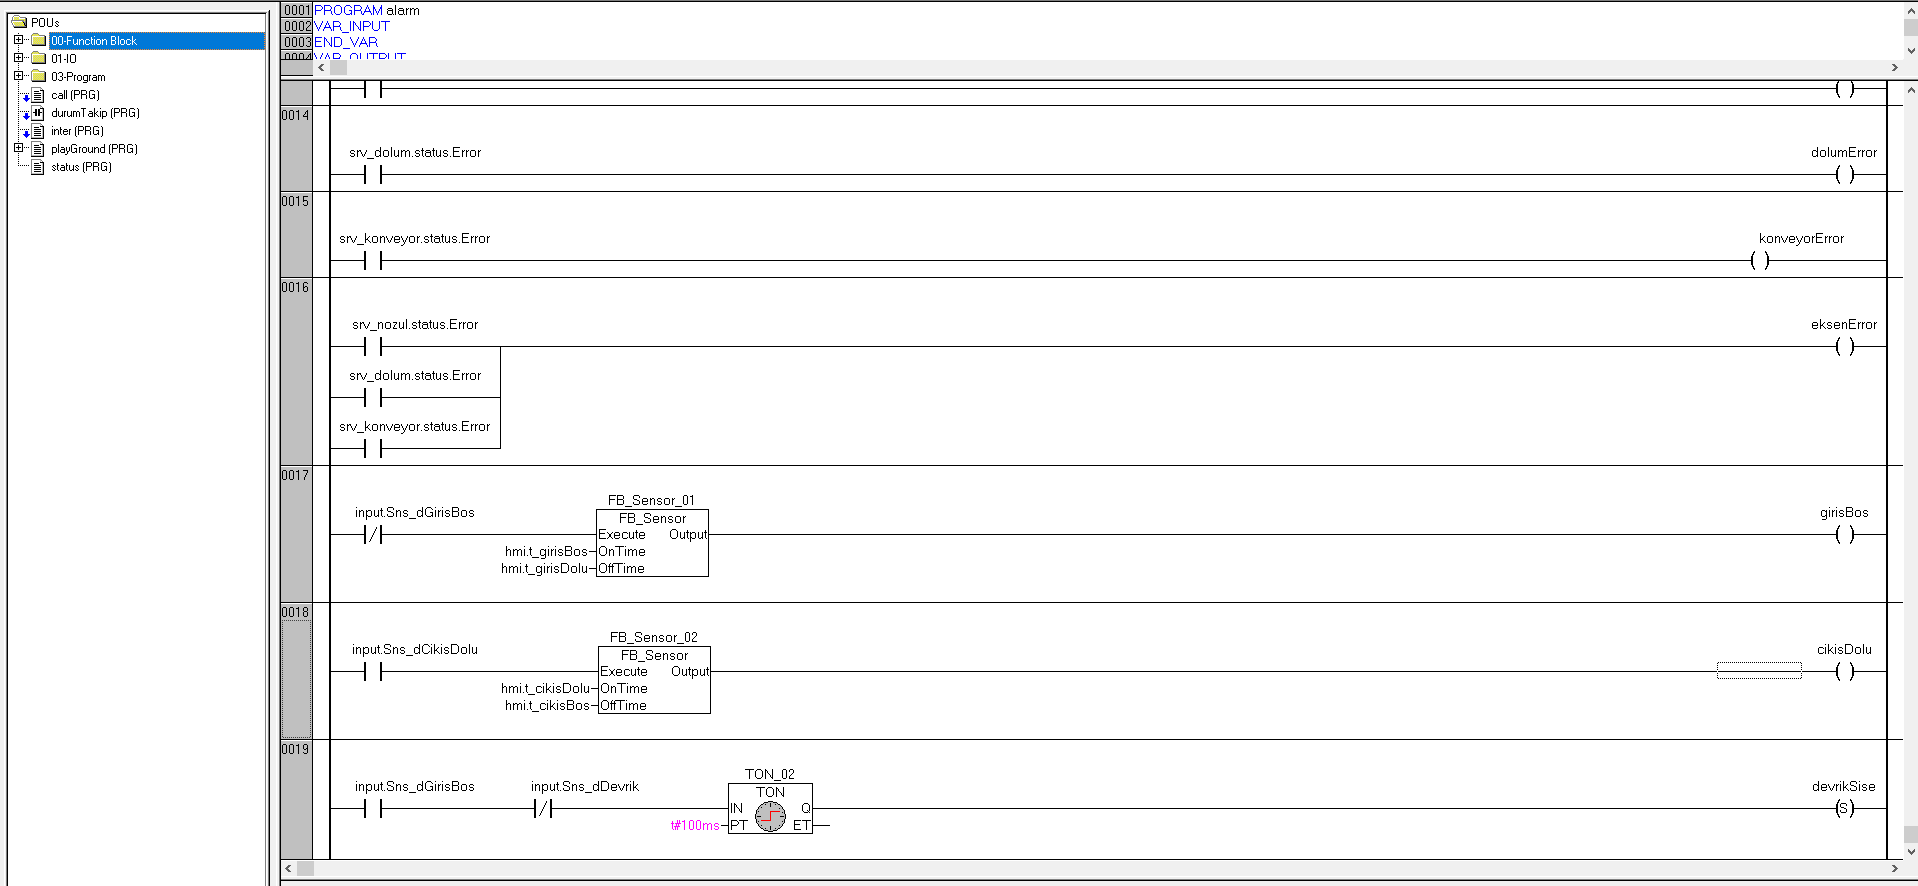 POUs
00-Function Block
01-IO
03-Program
call (PRG)
durumTakip (PRG)
inter (PRG)
playGround (PRG)
status (PRG)
0001 PROGRAM alarm
0002 VAR_INPUT
0003 END_VAR
0004 VAR_OUTPUT
0014
srv_dolum.status.Error dolumError
0015
srv_konveyor.status.Error konveyorError
0016
srv_nozul.status.Error eksenError
srv_dolum.status.Error
srv_konveyor.status.Error
0017
FB_Sensor_01
input.Sns_dGirisBos FB_Sensor girisBos
Execute Output
hmi.t_girisBos OnTime
hmi.t_girisDolu OffTime
0018
FB_Sensor_02
input.Sns_dCikisDolu FB_Sensor cikisDolu
Execute Output
hmi.t_cikisDolu OnTime
hmi.t_cikisBos OffTime
0019
TON_02
input.Sns_dGirisBos input.Sns_dDevrik TON devrikSise
IN Q S
t#100ms PT ET